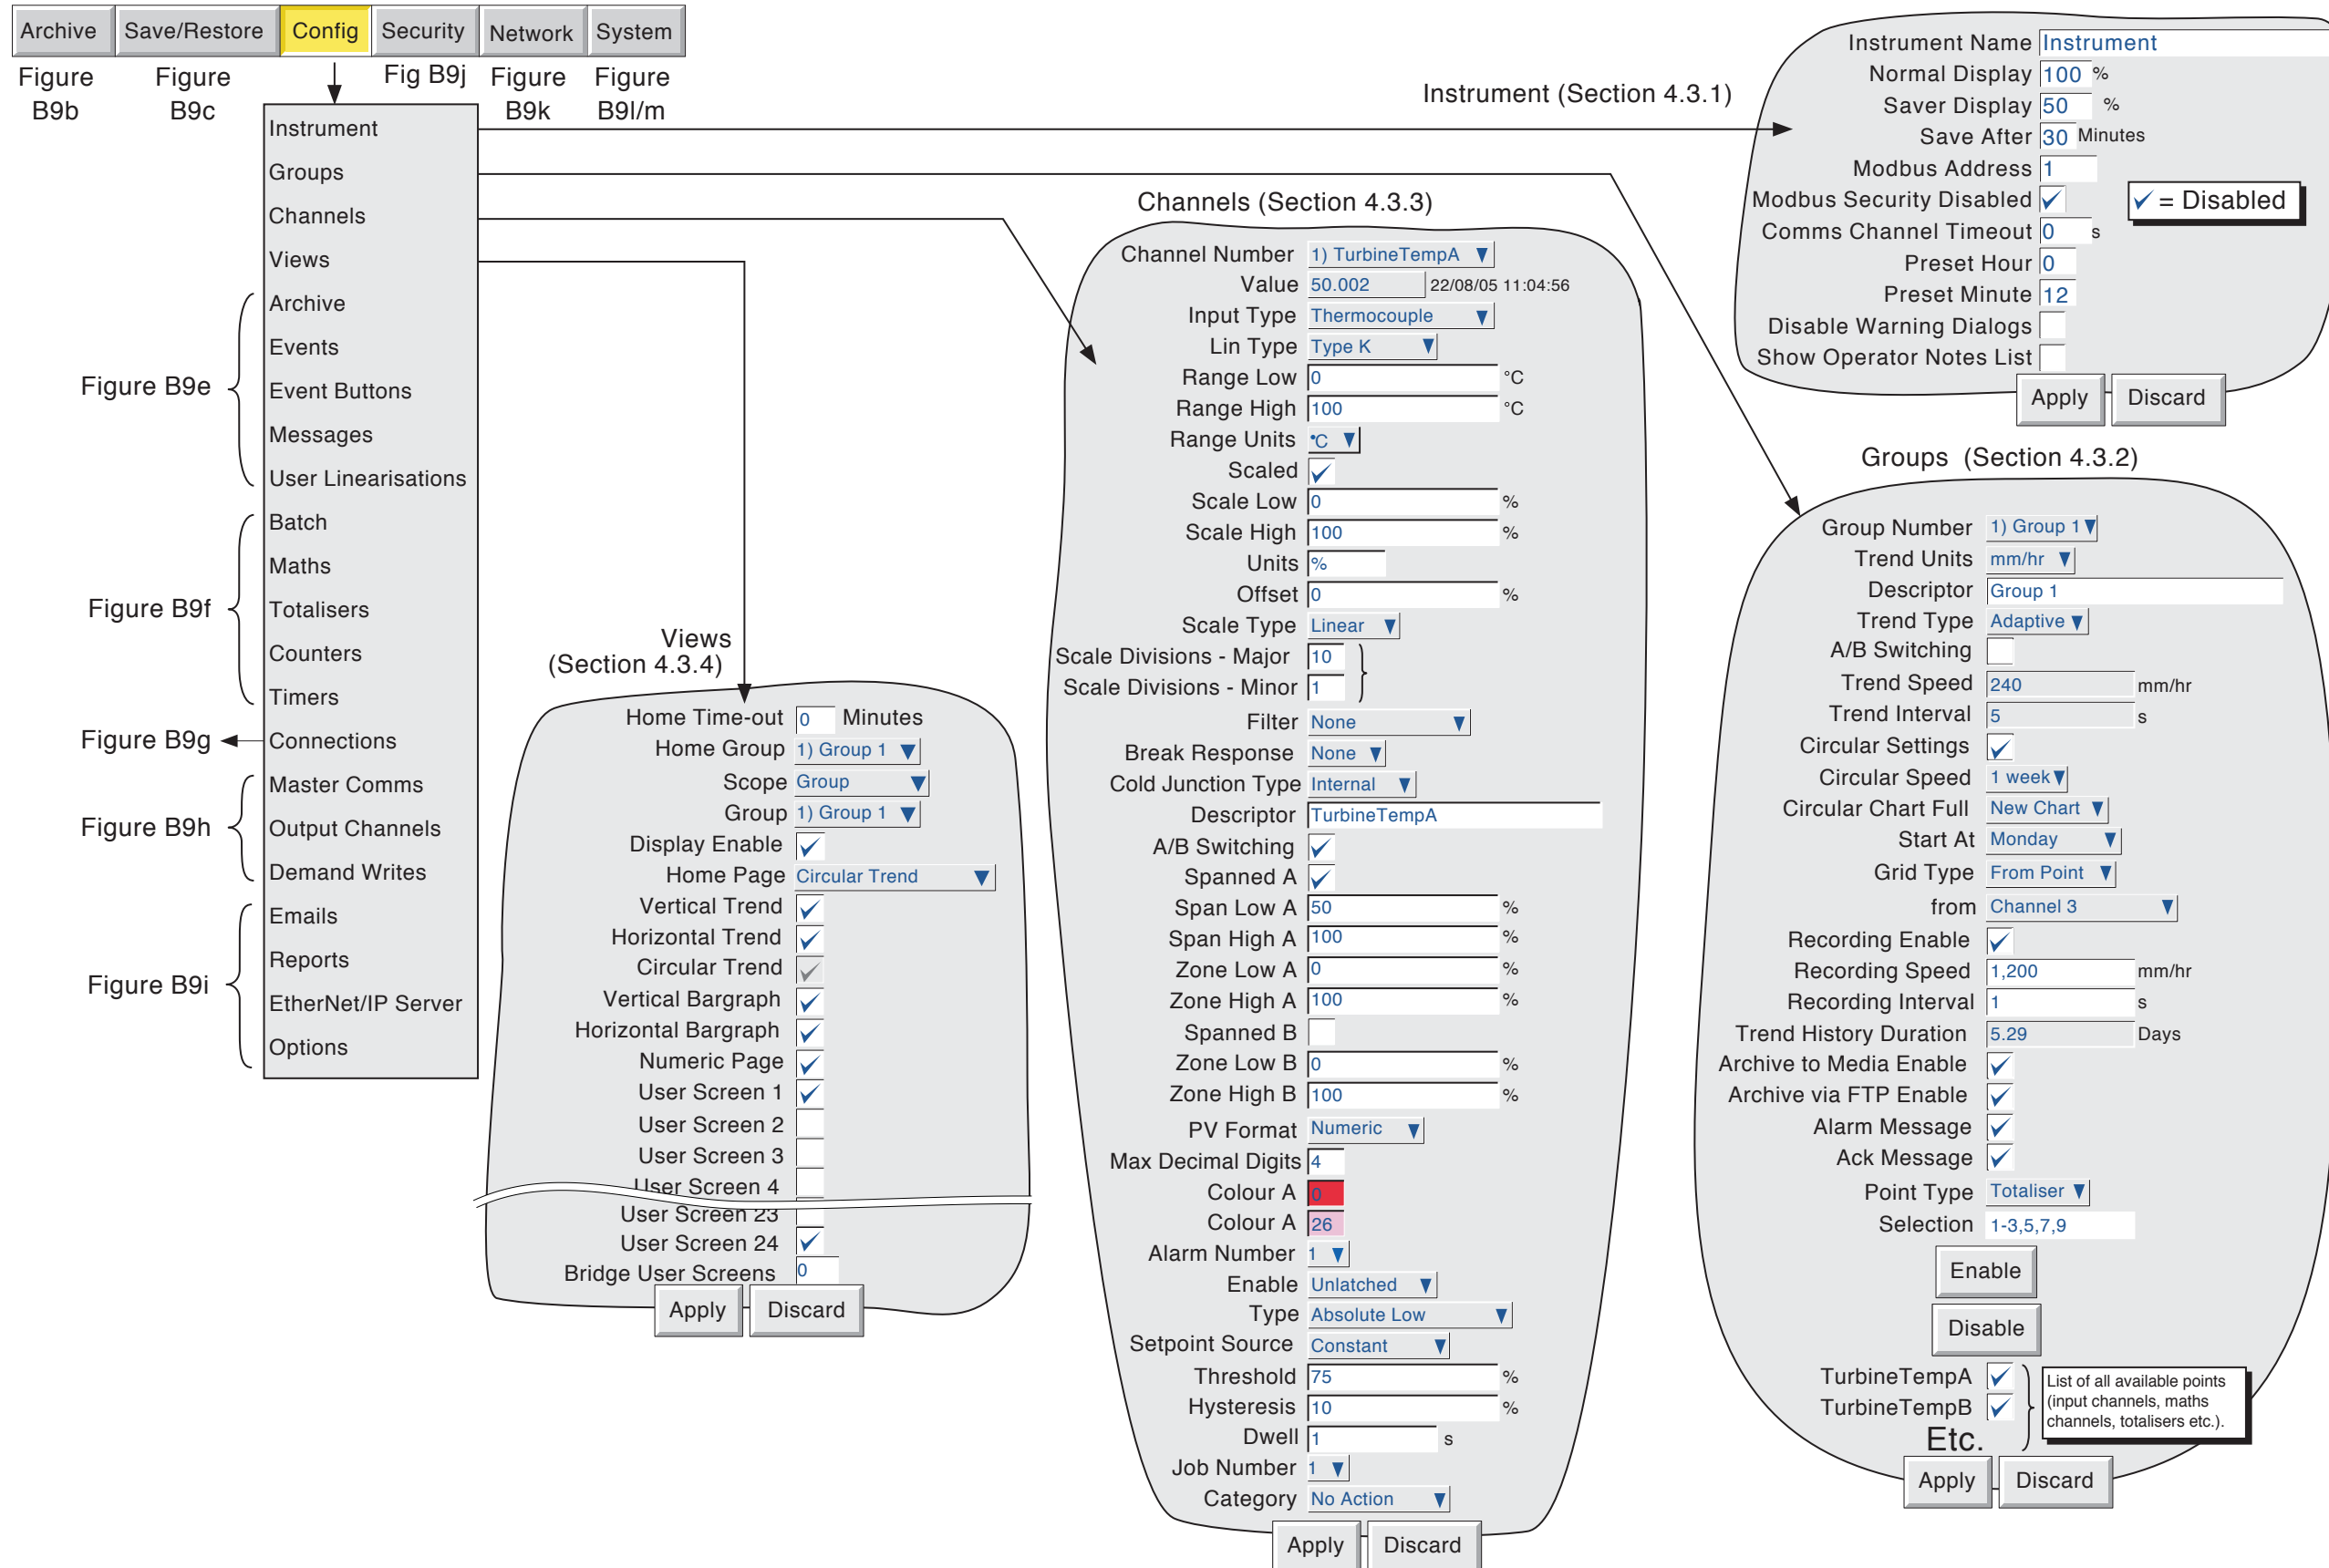 Archive Save/Restore Config Security Network System
Figure B9b
Figure B9c
Fig B9j
Figure B9k
Figure B9l/m
Instrument
Groups
Channels
Views
Archive
Events
Event Buttons
Messages
User Linearisations
Batch
Maths
Totalisers
Counters
Timers
Connections
Master Comms
Output Channels
Demand Writes
Emails
Reports
EtherNet/IP Server
Options
Figure B9e
Figure B9f
Figure B9g
Figure B9h
Figure B9i
Views
(Section 4.3.4)
Home Time-out 0 Minutes
Home Group 1) Group 1
Scope Group
Group 1) Group 1
Display Enable
Home Page Circular Trend
Vertical Trend
Horizontal Trend
Circular Trend
Vertical Bargraph
Horizontal Bargraph
Numeric Page
User Screen 1
User Screen 2
User Screen 3
User Screen 4
User Screen 23
User Screen 24
Bridge User Screens 0
Apply Discard
Channels (Section 4.3.3)
Channel Number 1) TurbineTempA
Value 50.002 22/08/05 11:04:56
Input Type Thermocouple
Lin Type Type K
Range Low 0 °C
Range High 100 °C
Range Units °C
Scaled
Scale Low 0 %
Scale High 100 %
Units %
Offset 0 %
Scale Type Linear
Scale Divisions - Major 10
Scale Divisions - Minor 1
Filter None
Break Response None
Cold Junction Type Internal
Descriptor TurbineTempA
A/B Switching
Spanned A
Span Low A 50 %
Span High A 100 %
Zone Low A 0 %
Zone High A 100 %
Spanned B
Zone Low B 0 %
Zone High B 100 %
PV Format Numeric
Max Decimal Digits 4
Colour A 0
Colour A 26
Alarm Number 1
Enable Unlatched
Type Absolute Low
Setpoint Source Constant
Threshold 75 %
Hysteresis 10 %
Dwell 1 s
Job Number 1
Category No Action
Apply Discard
Instrument (Section 4.3.1)
Instrument Name Instrument
Normal Display 100 %
Saver Display 50 %
Save After 30 Minutes
Modbus Address 1
Modbus Security Disabled
✓ = Disabled
Comms Channel Timeout 0 s
Preset Hour 0
Preset Minute 12
Disable Warning Dialogs
Show Operator Notes List
Apply Discard
Groups (Section 4.3.2)
Group Number 1) Group 1
Trend Units mm/hr
Descriptor Group 1
Trend Type Adaptive
A/B Switching
Trend Speed 240 mm/hr
Trend Interval 5 s
Circular Settings
Circular Speed 1 week
Circular Chart Full New Chart
Start At Monday
Grid Type From Point
from Channel 3
Recording Enable
Recording Speed 1,200 mm/hr
Recording Interval 1 s
Trend History Duration 5.29 Days
Archive to Media Enable
Archive via FTP Enable
Alarm Message
Ack Message
Point Type Totaliser
Selection 1-3,5,7,9
Enable
Disable
TurbineTempA
TurbineTempB
Etc.
List of all available points
(input channels, maths
channels, totalisers etc.).
Apply Discard